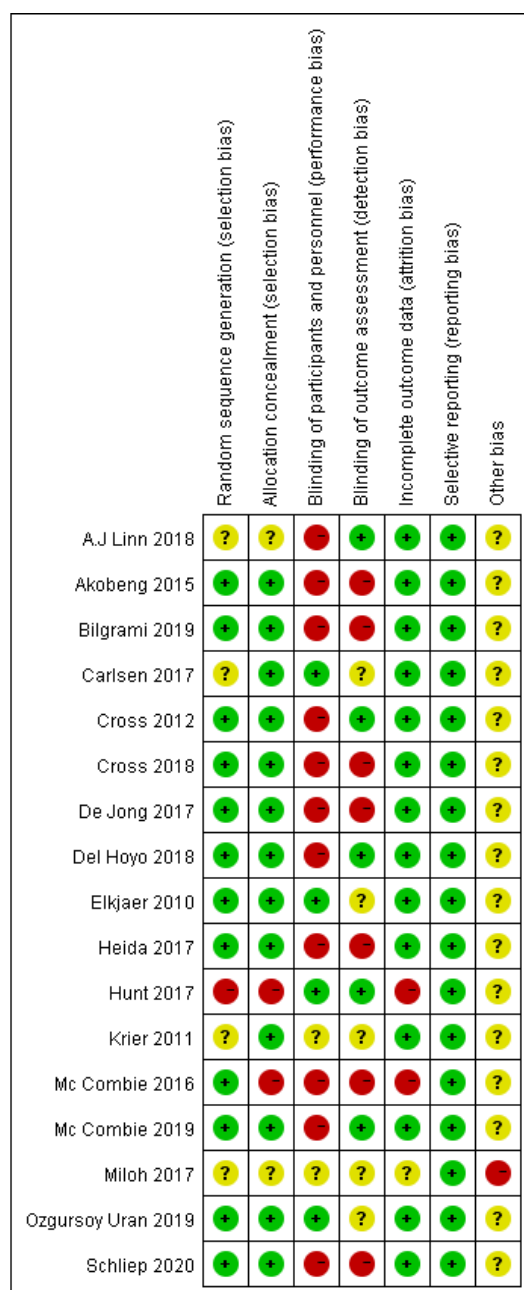 Random sequence generation (selection bias)
Allocation concealment (selection bias)
Blinding of participants and personnel (performance bias)
Blinding of outcome assessment (detection bias)
Incomplete outcome data (attrition bias)
Selective reporting (reporting bias)
Other bias
A.J Linn 2018 ? ? - + + + ?
Akobeng 2015 + + - - + + ?
Bilgrami 2019 + + - - + + ?
Carlsen 2017 ? + + ? + + ?
Cross 2012 + + - + + + ?
Cross 2018 + + - - + + ?
De Jong 2017 + + - - + + ?
Del Hoyo 2018 + + - + + + ?
Elkjaer 2010 + + + ? + + ?
Heida 2017 + + - - + + ?
Hunt 2017 - - + + - + ?
Krier 2011 ? + ? ? + + ?
Mc Combie 2016 + - - - - + ?
Mc Combie 2019 + + - + + + ?
Miloh 2017 ? ? ? ? ? + -
Ozgursoy Uran 2019 + + + ? + + ?
Schliep 2020 + + - - + + ?